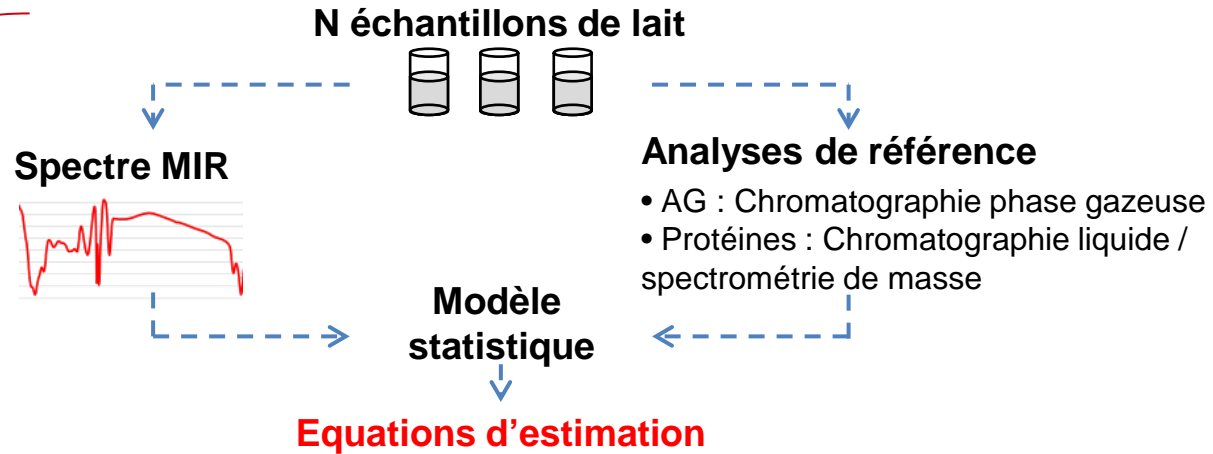 N échantillons de lait
Spectre MIR
Analyses de référence
• AG : Chromatographie phase gazeuse
• Protéines : Chromatographie liquide /
spectrométrie de masse
Modèle
statistique
Equations d’estimation